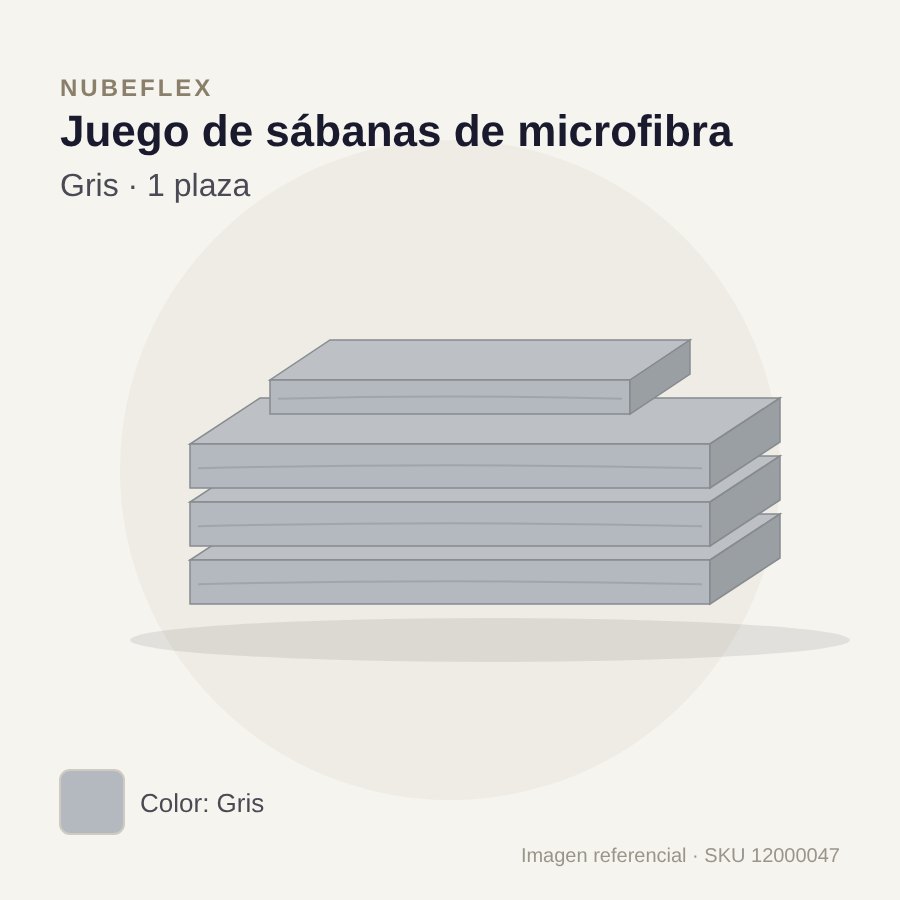 NUBEFLEX
Juego de sábanas de microfibra
Gris · 1 plaza
Color: Gris
Imagen referencial · SKU 12000047